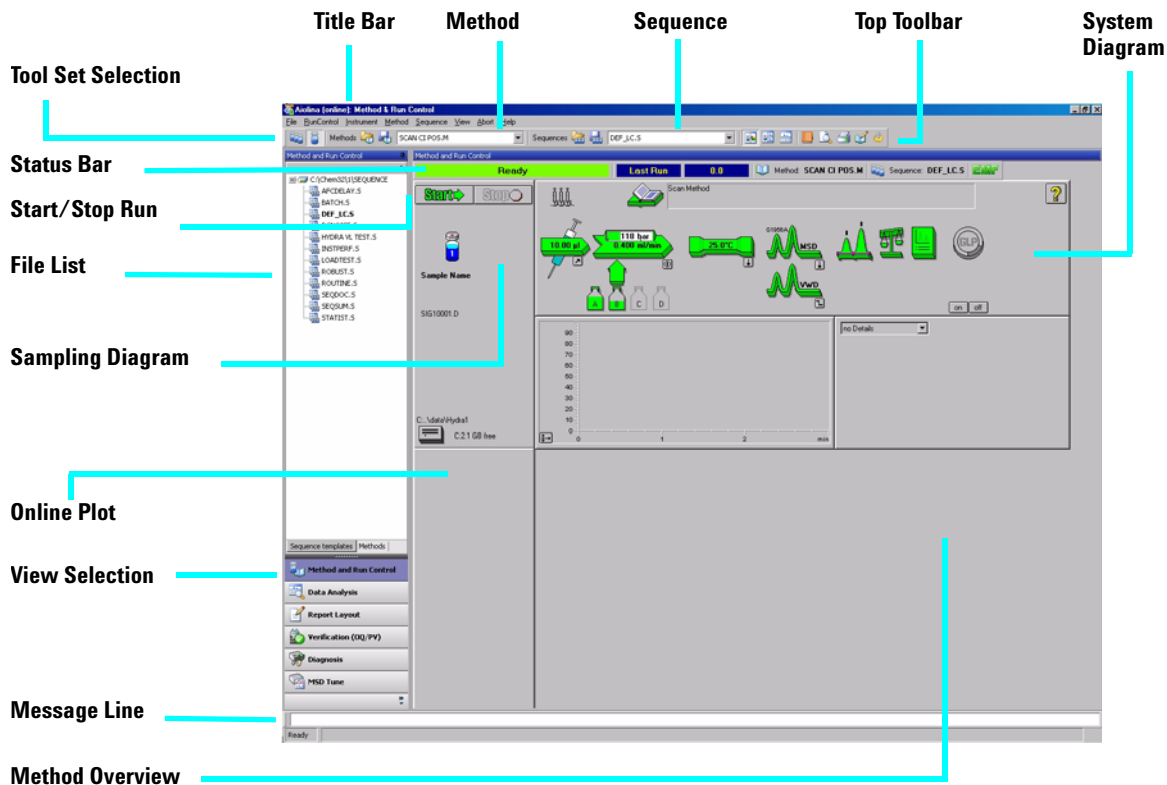 Title Bar
Method
Sequence
Top Toolbar
System
Diagram
Tool Set Selection
Status Bar
Start/Stop Run
File List
Sampling Diagram
Online Plot
View Selection
Message Line
Method Overview
Aiolina [online]: Method & Run Control
File RunControl Instrument Method Sequence View Abort Help
Methods SCAN CI POS.M Sequences DEF_LC.S
Method and Run Control
Method and Run Control
Ready Last Run 0.0 Method: SCAN CI POS.M Sequence: DEF_LC.S
C:\Chem32\1\SEQUENCE
AFCDELAY.S
BATCH.S
DEF_LC.S
HYDRA VL TEST.S
INSTPERF.S
LOADTEST.S
ROBUST.S
ROUTINE.S
SEQDOC.S
SEQSUM.S
STATIST.S
Start Stop
Scan Method
?
1
Sample Name
SIG10001.D
10.00 µl
118 bar
0.400 ml/min
25.0°C
G1956A
MSD
VWD
GLP
A B C D
on off
no Details
90
80
70
60
50
40
30
20
10
0
0 1 2 min
C...\data\Hydra1
C:2.1 GB free
Sequence templates Methods
Method and Run Control
Data Analysis
Report Layout
Verification (OQ/PV)
Diagnosis
MSD Tune
Ready